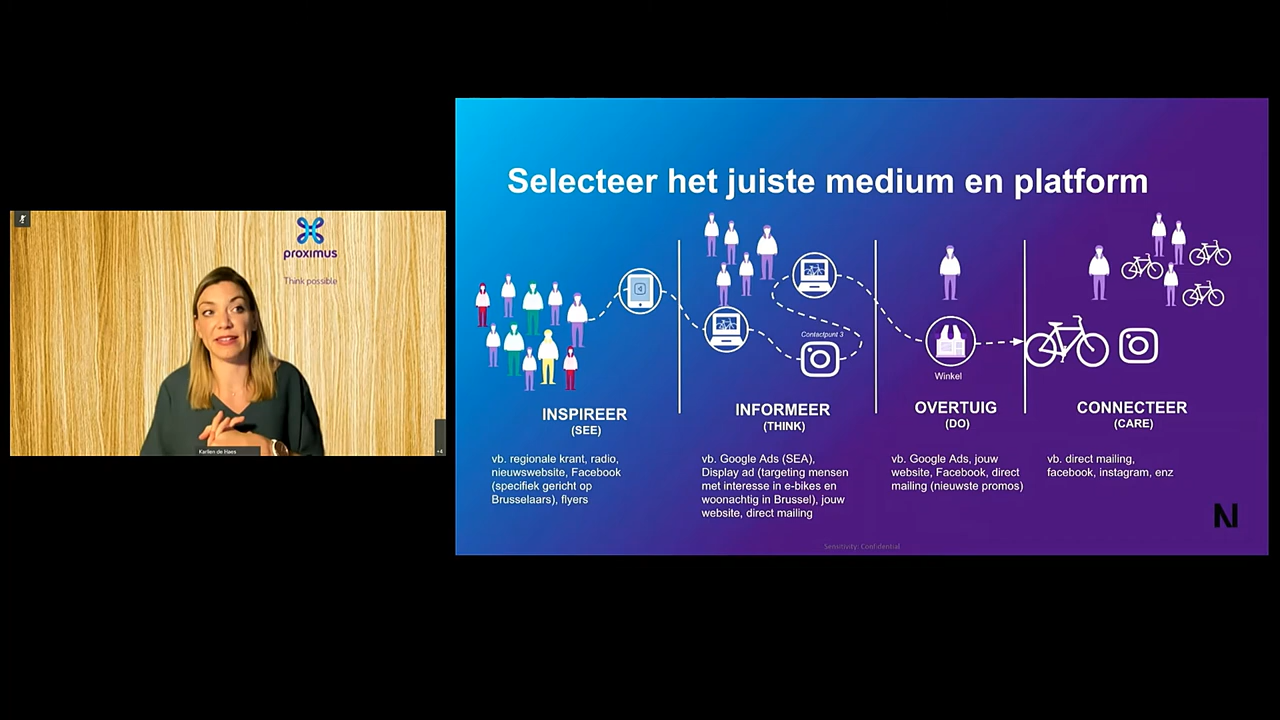 proximus
Think possible
Karlien de Haes
+4
Selecteer het juiste medium en platform
Contactpunt 3
Winkel
INSPIREER
(SEE)
vb. regionale krant, radio,
nieuwswebsite, Facebook
(specifiek gericht op
Brusselaars), flyers
INFORMEER
(THINK)
vb. Google Ads (SEA),
Display ad (targeting mensen
met interesse in e-bikes en
woonachtig in Brussel), jouw
website, direct mailing
OVERTUIG
(DO)
vb. Google Ads, jouw
website, Facebook, direct
mailing (nieuwste promos)
CONNECTEER
(CARE)
vb. direct mailing,
facebook, instagram, enz
N
Sensitivity: Confidential